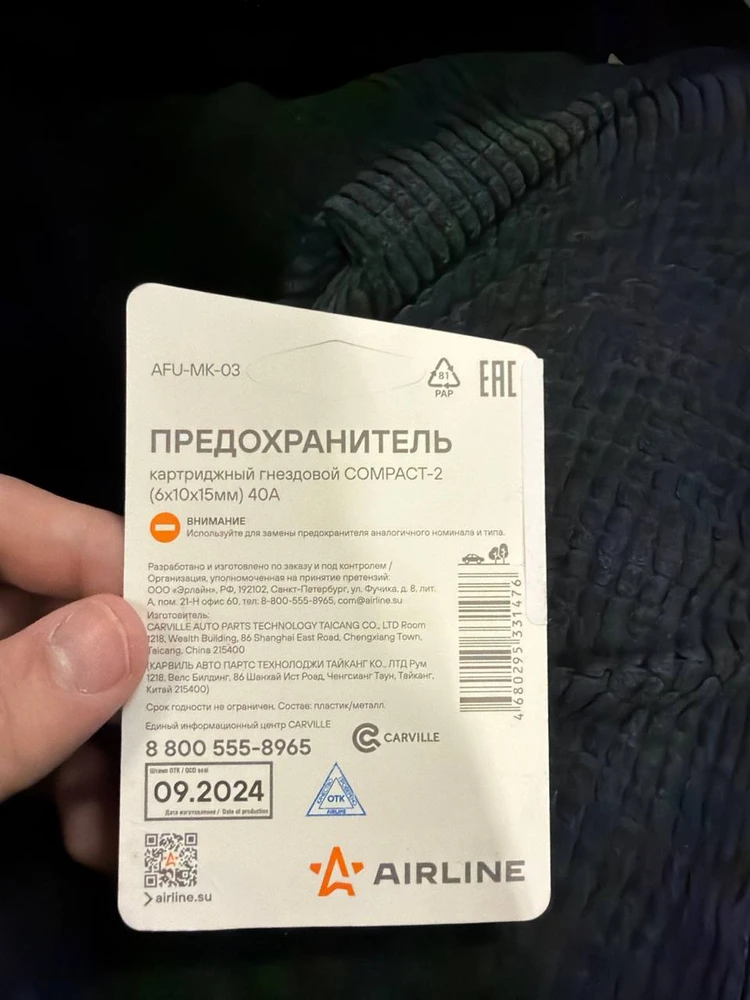 AFU-MK-03
81
PAP
EAC
ПРЕДОХРАНИТЕЛЬ
картриджный гнездовой COMPACT-2
(6х10х15мм) 40А
ВНИМАНИЕ
Используйте для замены предохранителя аналогичного номинала и типа.
Разработано и изготовлено по заказу и под контролем /
Организация, уполномоченная на принятие претензий:
ООО «Эрлайн», РФ, 192102, Санкт-Петербург, ул. Фучика, д. 8, лит.
А, пом. 21-Н офис 60, тел: 8-800-555-8965, com@airline.su
Изготовитель:
CARVILLE AUTO PARTS TECHNOLOGY TAICANG CO., LTD Room
1218, Wealth Building, 86 Shanghai East Road, Chengxiang Town,
Taicang, China 215400
(КАРВИЛЬ АВТО ПАРТС ТЕХНОЛОДЖИ ТАЙКАНГ КО., ЛТД Рум
1218, Велс Билдинг, 86 Шанхай Ист Роад, Ченгсианг Таун, Тайканг,
Китай 215400)
Срок годности не ограничен. Состав: пластик/металл.
4680295331476
Единый информационный центр CARVILLE
8 800 555-8965
CARVILLE
Штамп ОТК / QCD seal
09.2024
Дата изготовления / Date of production
ОТК
AIRLINE
airline.su
AIRLINE